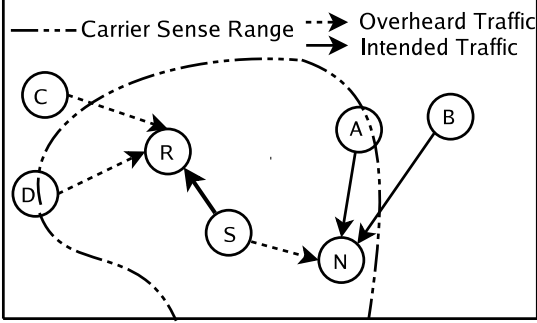 Carrier Sense Range
Overheard Traffic
Intended Traffic
C
A
B
R
D
S
N